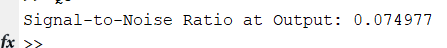 Signal-to-Noise Ratio at Output: 0.074977
fx >>